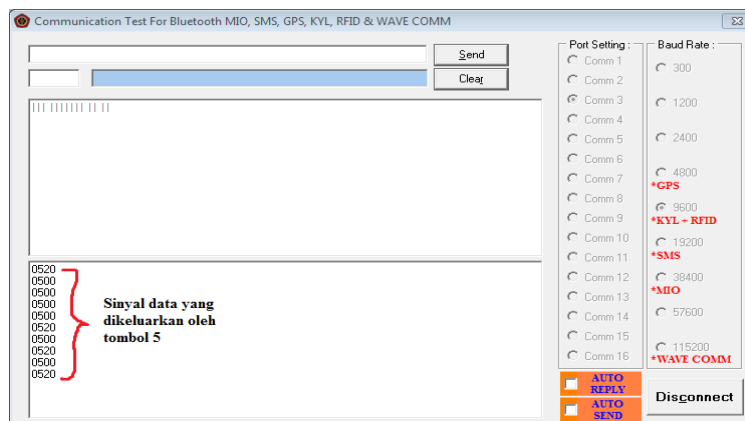 Communication Test For Bluetooth MIO, SMS, GPS, KYL, RFID & WAVE COMM
Send
Clear
||| ||||||| || ||
0520
0500
0500
0500
0500
0520
0500
0520
0500
0520
Sinyal data yang
dikeluarkan oleh
tombol 5
Port Setting :
Comm 1
Comm 2
Comm 3
Comm 4
Comm 5
Comm 6
Comm 7
Comm 8
Comm 9
Comm 10
Comm 11
Comm 12
Comm 13
Comm 14
Comm 15
Comm 16
Baud Rate :
300
1200
2400
4800
*GPS
9600
*KYL + RFID
19200
*SMS
38400
*MIO
57600
115200
*WAVE COMM
AUTO
REPLY
AUTO
SEND
Disconnect